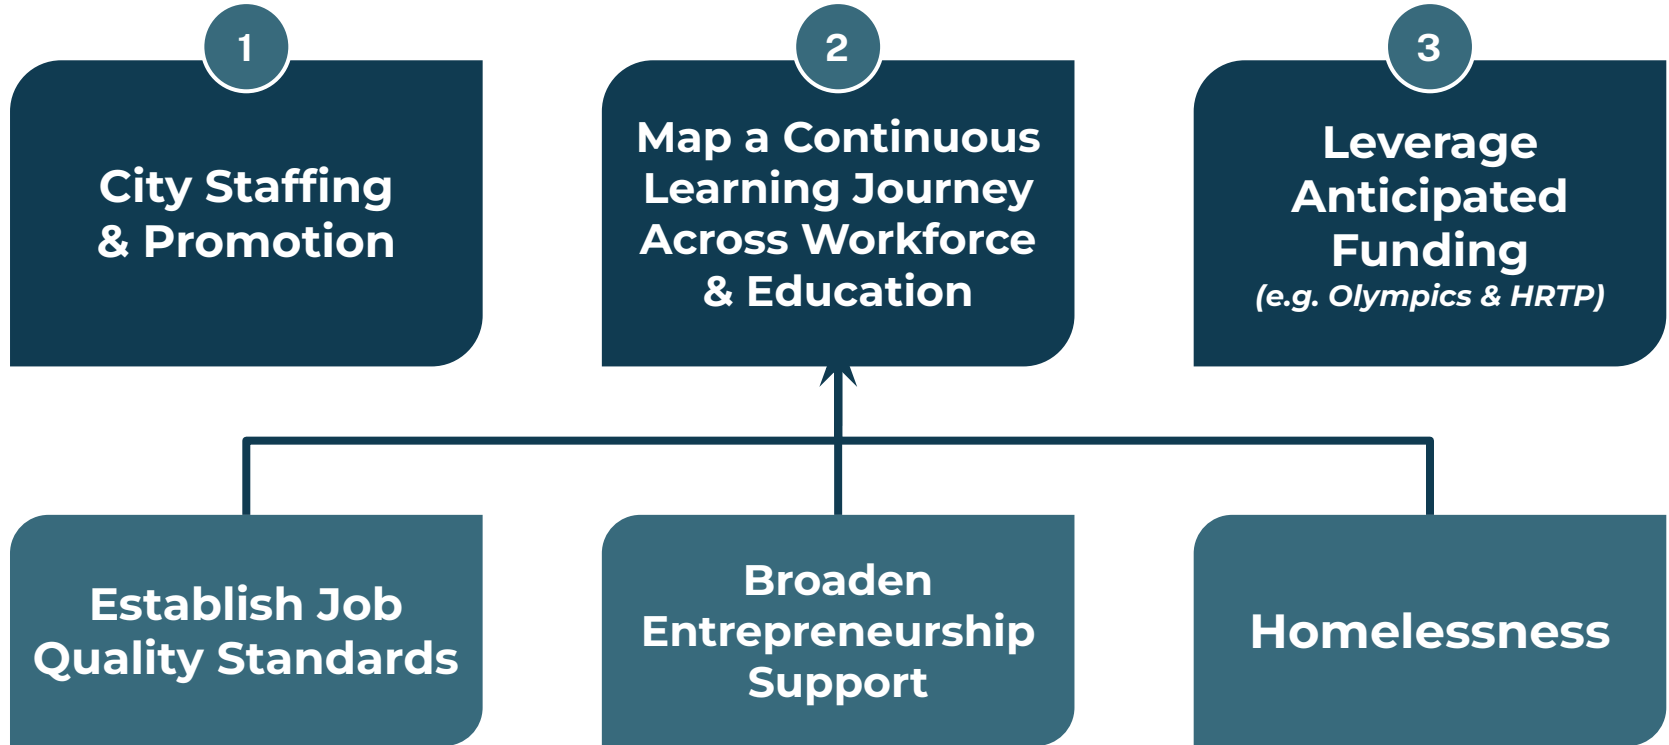 1
City Staffing
& Promotion
2
Map a Continuous
Learning Journey
Across Workforce
& Education
3
Leverage
Anticipated
Funding
(e.g. Olympics & HRTP)
Establish Job
Quality Standards
Broaden
Entrepreneurship
Support
Homelessness